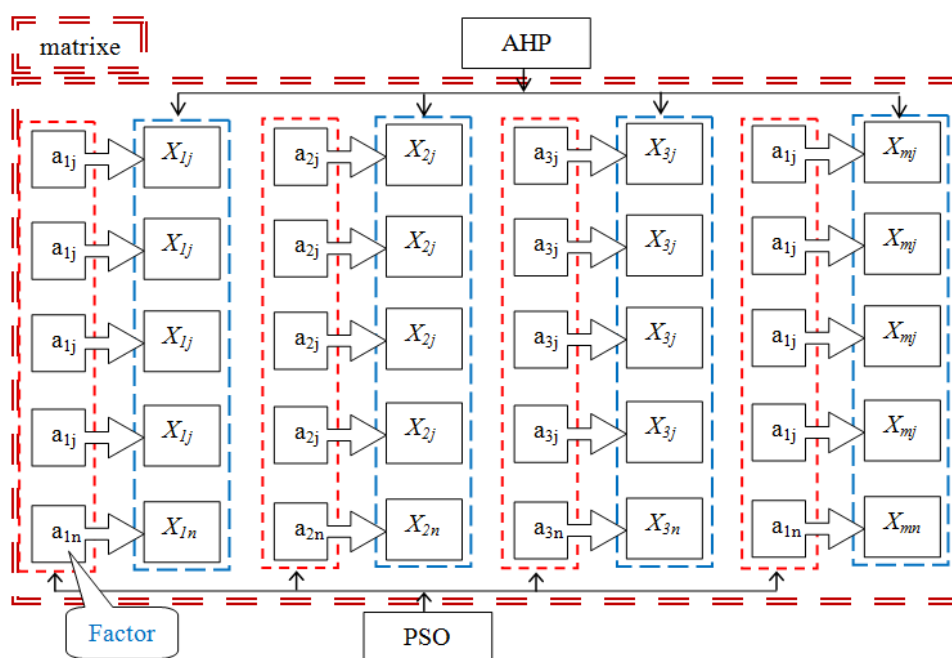 matrixe
AHP
a1j X1j a2j X2j a3j X3j a1j Xmj
a1j X1j a2j X2j a3j X3j a1j Xmj
a1j X1j a2j X2j a3j X3j a1j Xmj
a1j X1j a2j X2j a3j X3j a1j Xmj
a1n X1n a2n X2n a3n X3n a1n Xmn
Factor
PSO